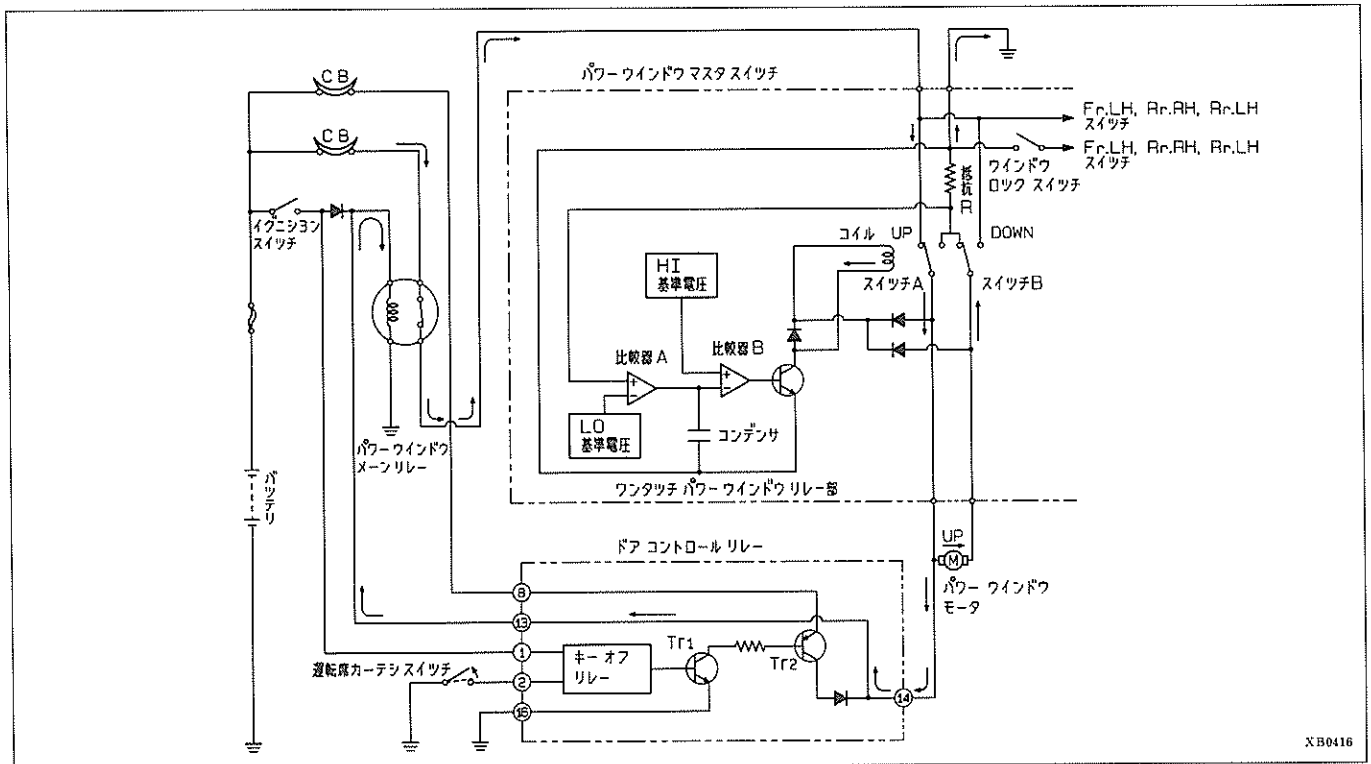 パワー ウインドウ マスタ スイッチ
CB
CB
Fr.LH, Rr.RH, Rr.LH
スイッチ
Fr.LH, Rr.RH, Rr.LH
スイッチ
ウインドウ
ロック スイッチ
抵抗R
イグニション
スイッチ
コイル
UP
DOWN
スイッチA
スイッチB
HI
基準電圧
比較器 A
比較器 B
LO
基準電圧
コンデンサ
パワー ウインドウ
メーン リレー
ワンタッチ パワー ウインドウ リレー部
バッテリ
ドア コントロール リレー
UP
M
パワー ウインドウ
モータ
8
13
1
2
16
14
運転席カーテシ スイッチ
キー オフ
リレー
Tr1
Tr2
XB0416